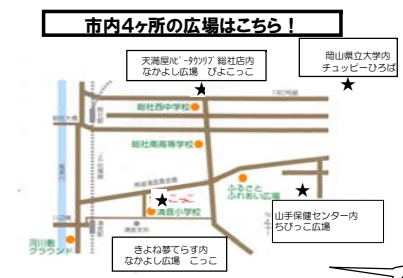 市内4ヶ所の広場はこちら！
天満屋ハピータウンリブ総社店内
なかよし広場 ぴよこっこ
岡山県立大学内
チュッピーひろば
180号線
総社西中学校
総社南高等学校
ふるさと
ふれあい広場
清音小学校
河川敷
グラウンド
山手保健センター内
ちびっこ広場
きよね夢てらす内
なかよし広場 こっこ